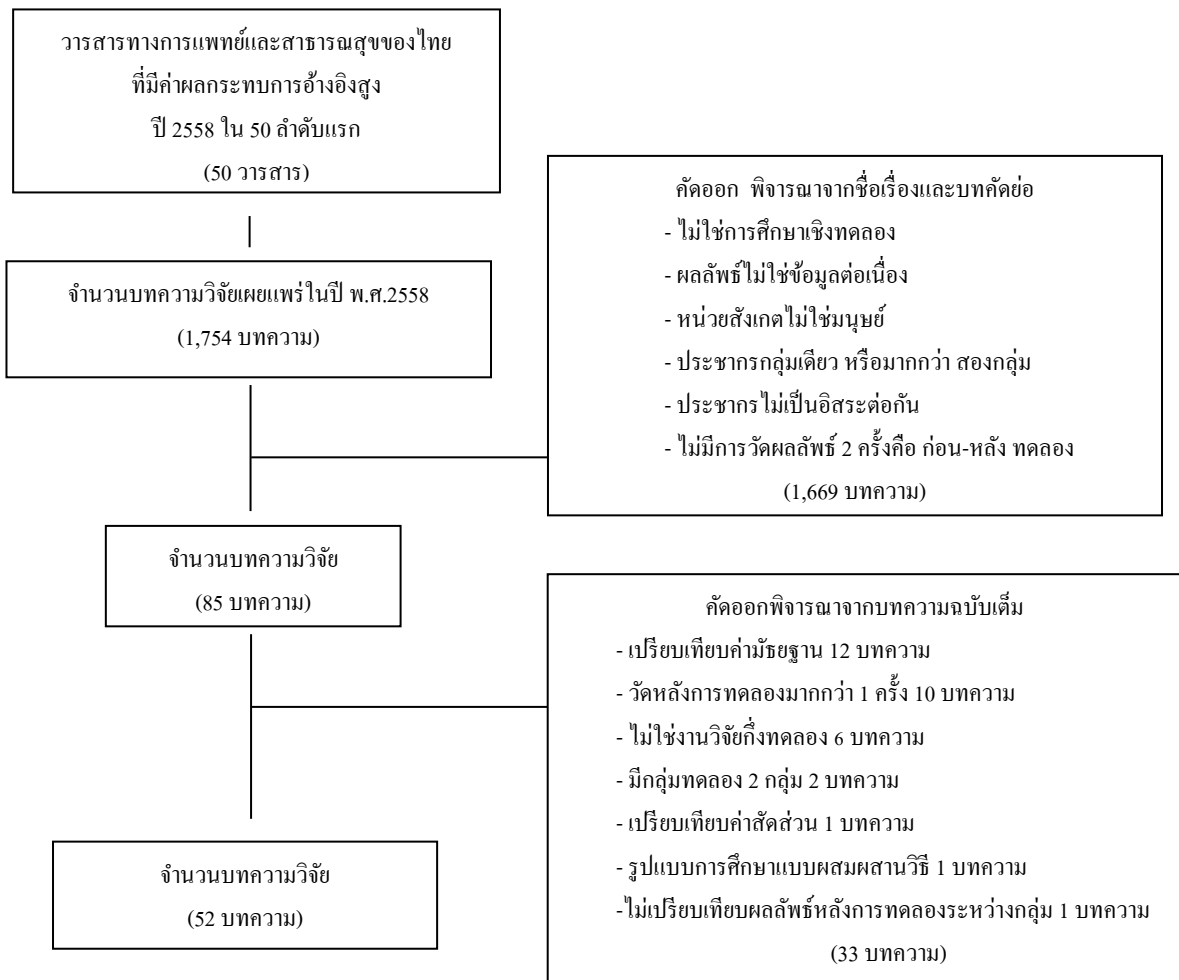 วารสารทางการแพทย์และสาธารณสุขของไทย
ที่มีค่าผลกระทบการอ้างอิงสูง
ปี 2558 ใน 50 ลำดับแรก
(50 วารสาร)
คัดออก พิจารณาจากชื่อเรื่องและบทคัดย่อ
- ไม่ใช่การศึกษาเชิงทดลอง
- ผลลัพธ์ไม่ใช่ข้อมูลต่อเนื่อง
- หน่วยสังเกตไม่ใช่มนุษย์
- ประชากรกลุ่มเดียว หรือมากกว่า สองกลุ่ม
- ประชากรไม่เป็นอิสระต่อกัน
- ไม่มีการวัดผลลัพธ์ 2 ครั้งคือ ก่อน-หลัง ทดลอง
(1,669 บทความ)
จำนวนบทความวิจัยเผยแพร่ในปี พ.ศ.2558
(1,754 บทความ)
จำนวนบทความวิจัย
(85 บทความ)
คัดออกพิจารณาจากบทความฉบับเต็ม
- เปรียบเทียบค่ามัธยฐาน 12 บทความ
- วัดหลังการทดลองมากกว่า 1 ครั้ง 10 บทความ
- ไม่ใช่งานวิจัยกึ่งทดลอง 6 บทความ
- มีกลุ่มทดลอง 2 กลุ่ม 2 บทความ
- เปรียบเทียบค่าสัดส่วน 1 บทความ
- รูปแบบการศึกษาแบบผสมผสานวิธี 1 บทความ
-ไม่เปรียบเทียบผลลัพธ์หลังการทดลองระหว่างกลุ่ม 1 บทความ
(33 บทความ)
จำนวนบทความวิจัย
(52 บทความ)